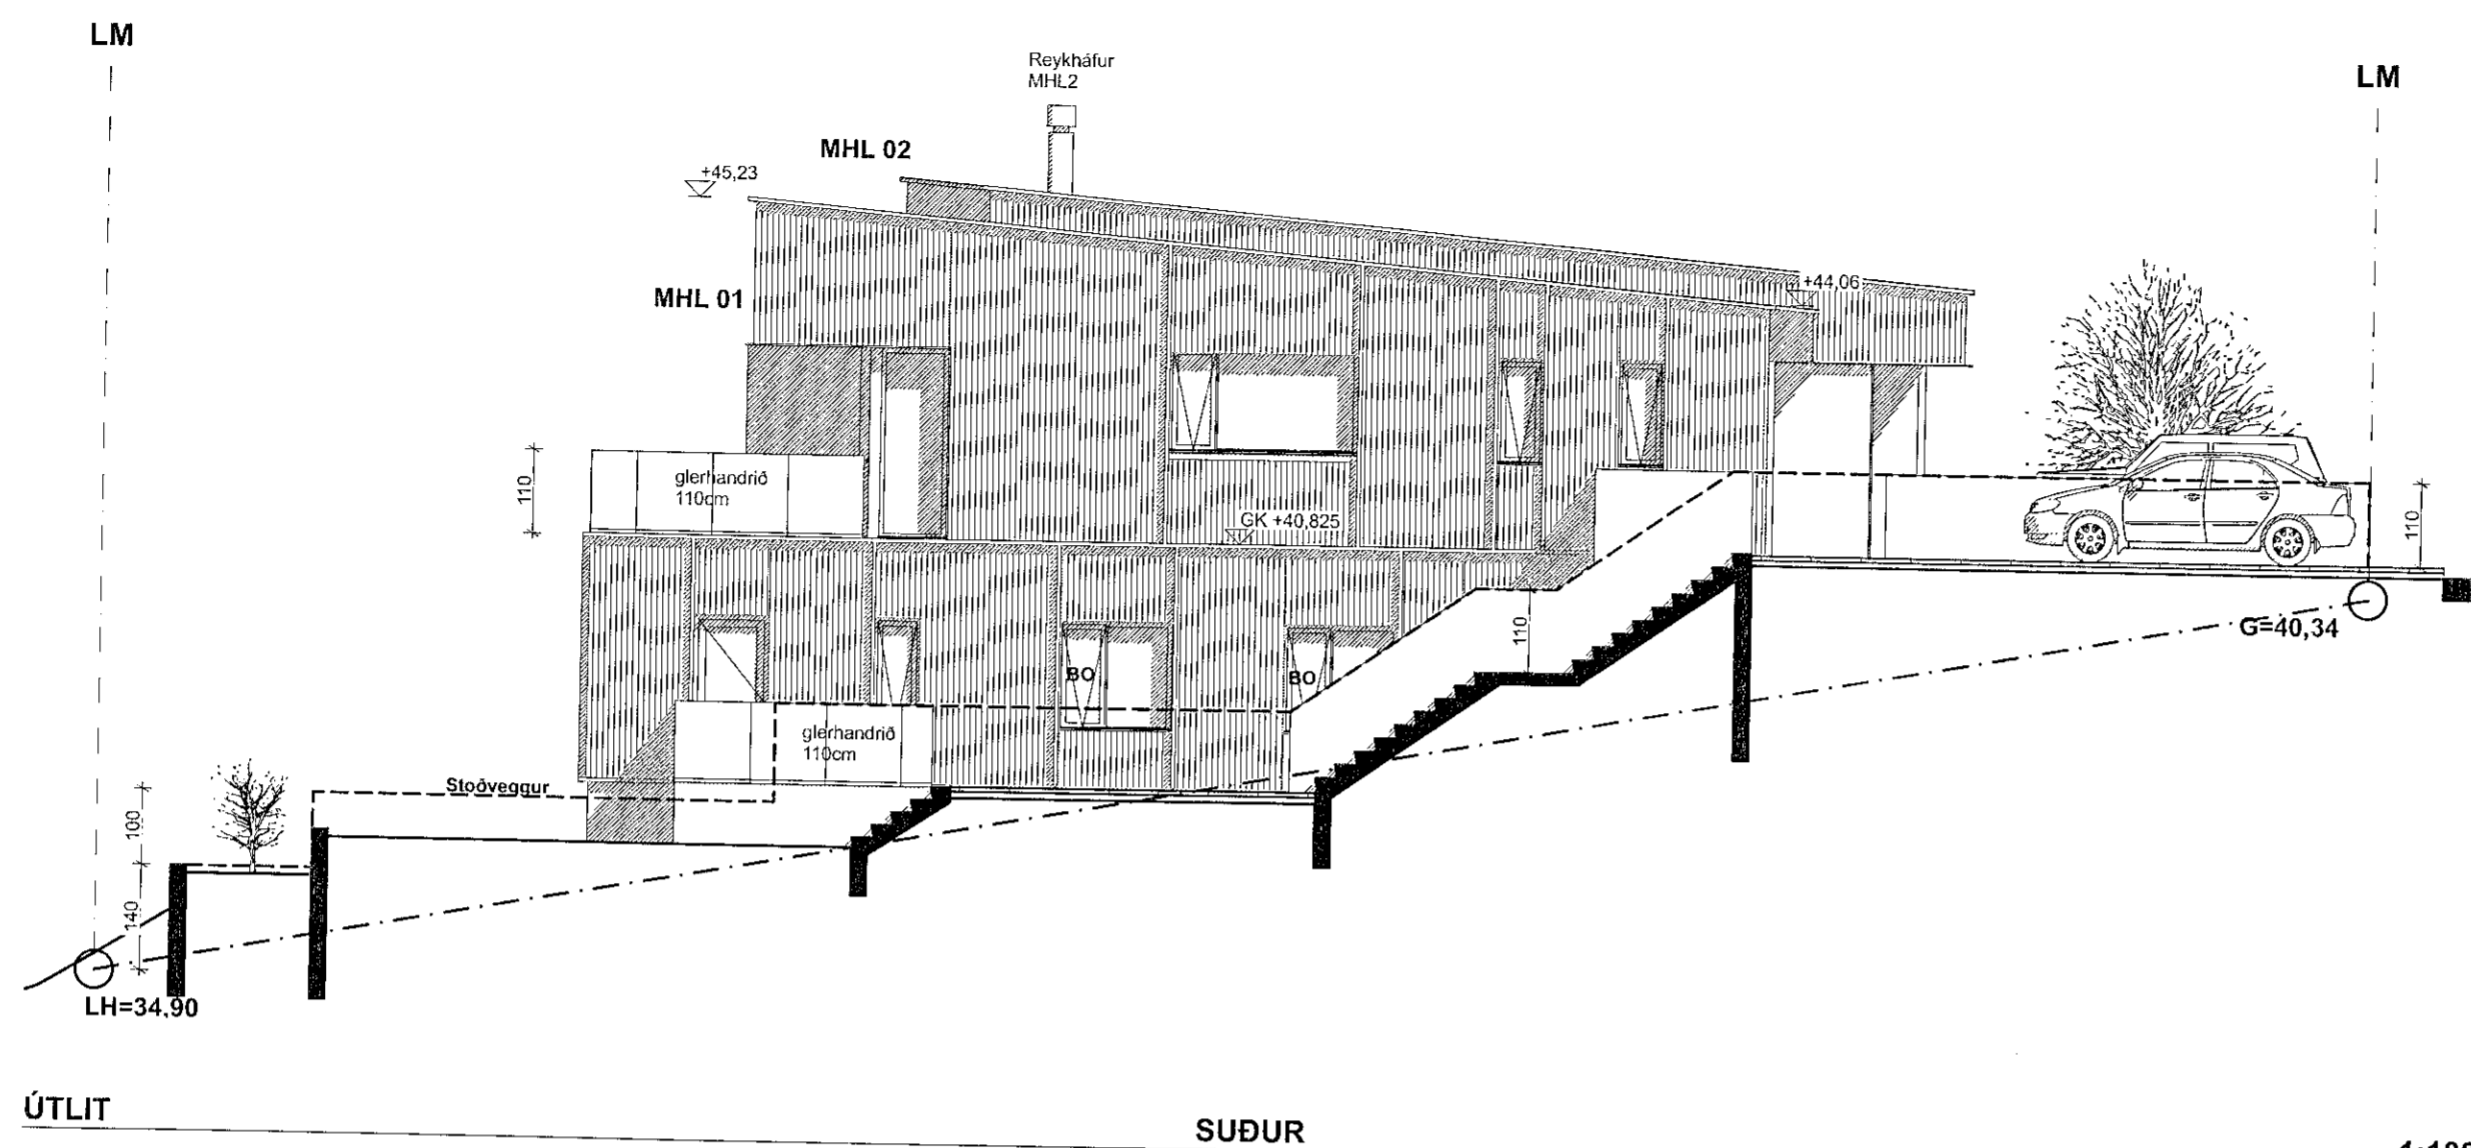 LM
Reykháfur
MHL2
LM
MHL 02
+45,23
MHL 01
+44,06
glerhandrið
110cm
110
GK +40,825
110
110
G=40,34
BO
BO
glerhandrið
110cm
Stoðveggur
100
140
LH=34,90
ÚTLIT
SUÐUR